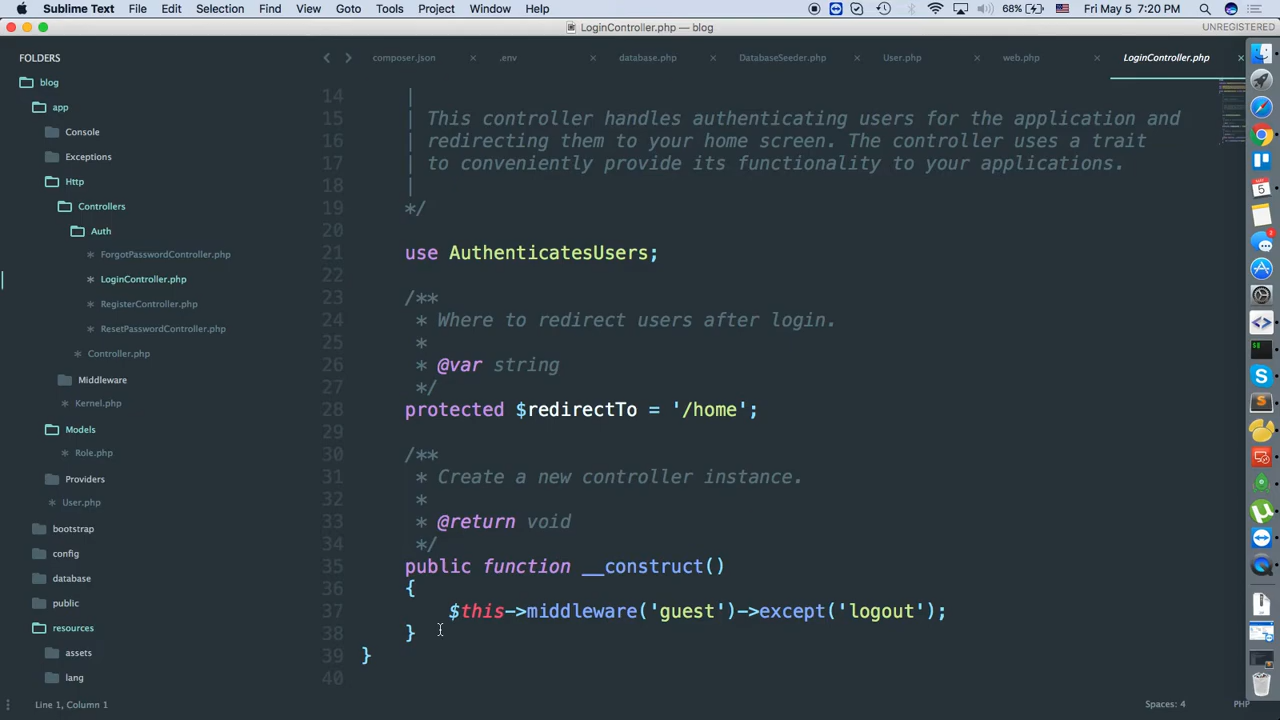 Sublime Text File Edit Selection Find View Goto Tools Project Window Help 68% Fri May 5 7:20 PM
LoginController.php — blog UNREGISTERED
FOLDERS
blog
app
Console
Exceptions
Http
Controllers
Auth
ForgotPasswordController.php
LoginController.php
RegisterController.php
ResetPasswordController.php
Controller.php
Middleware
Kernel.php
Models
Role.php
Providers
User.php
bootstrap
config
database
public
resources
assets
lang
composer.json .env database.php DatabaseSeeder.php User.php web.php LoginController.php
14 |
15 | This controller handles authenticating users for the application and
16 | redirecting them to your home screen. The controller uses a trait
17 | to conveniently provide its functionality to your applications.
18 |
19 */
20
21 use AuthenticatesUsers;
22
23 /**
24 * Where to redirect users after login.
25 *
26 * @var string
27 */
28 protected $redirectTo = '/home';
29
30 /**
31 * Create a new controller instance.
32 *
33 * @return void
34 */
35 public function __construct()
36 {
37 $this->middleware('guest')->except('logout');
38 }
39 }
40
Line 1, Column 1 Spaces: 4 PHP